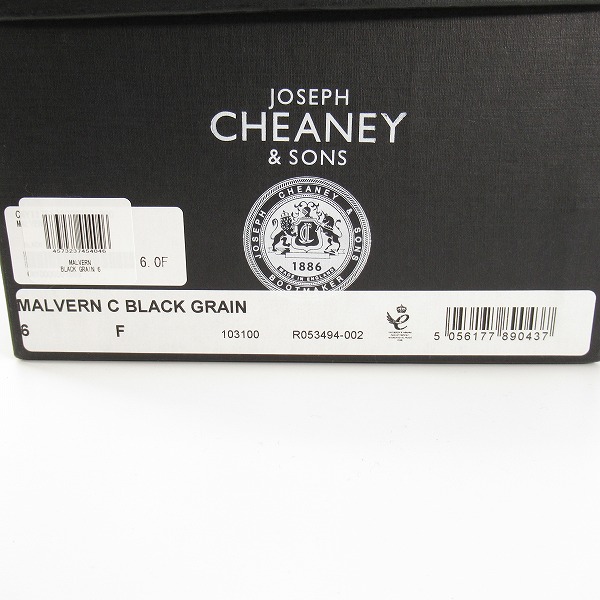 JOSEPH
CHEANEY
& SONS
JOSEPH CHEANEY & SONS
1886
MADE IN ENGLAND
BOOTMAKER
4573237454046
MALVERN
BLACK GRAIN 6
6.0F
MALVERN C BLACK GRAIN
6 F 103100 R053494-002 5 056177 890437